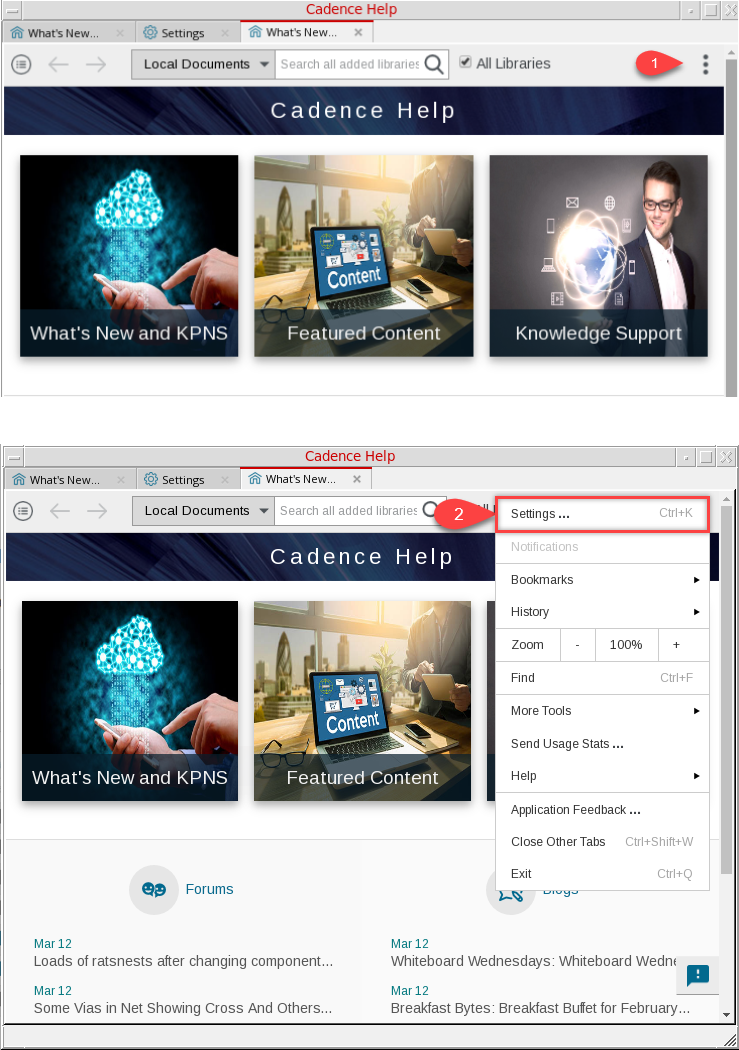 Cadence Help
What's New...
Settings
What's New...
Local Documents
Search all added libraries
All Libraries
1
Cadence Help
Content
What's New and KPNS
Featured Content
Knowledge Support
Cadence Help
What's New...
Settings
What's New...
Local Documents
Search all added libraries
2
Settings ... Ctrl+K
Notifications
Cadence Help
Bookmarks
History
Zoom - 100% +
Find Ctrl+F
More Tools
Content
Send Usage Stats ...
What's New and KPNS
Featured Content
Help
Application Feedback ...
Close Other Tabs Ctrl+Shift+W
Exit Ctrl+Q
Forums
Blogs
Mar 12
Loads of ratsnests after changing component...
Mar 12
Some Vias in Net Showing Cross And Others...
Mar 12
Whiteboard Wednesdays: Whiteboard Wedne
Mar 12
Breakfast Bytes: Breakfast Buffet for February...